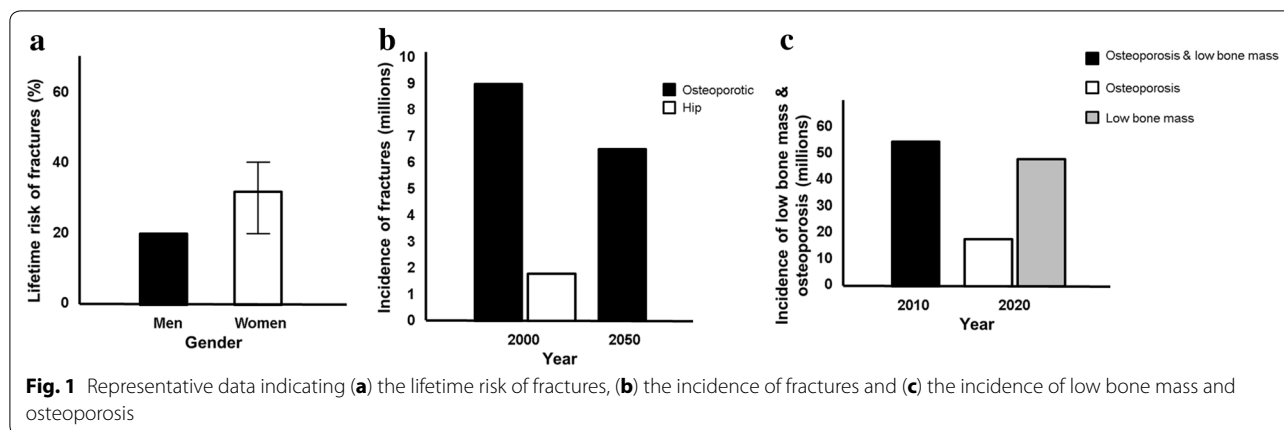 a
Lifetime risk of fractures (%)
60
40
20
0
Men Women
Gender
b
Incidence of fractures (millions)
10
9
8
7
6
5
4
3
2
1
0
2000 2050
Year
Osteoporotic
Hip
c
Incidence of low bone mass &
osteoporosis (millions)
60
50
40
30
20
10
0
2010 2020
Year
Osteoporosis & low bone mass
Osteoporosis
Low bone mass
Fig. 1 Representative data indicating (a) the lifetime risk of fractures, (b) the incidence of fractures and (c) the incidence of low bone mass and
osteoporosis